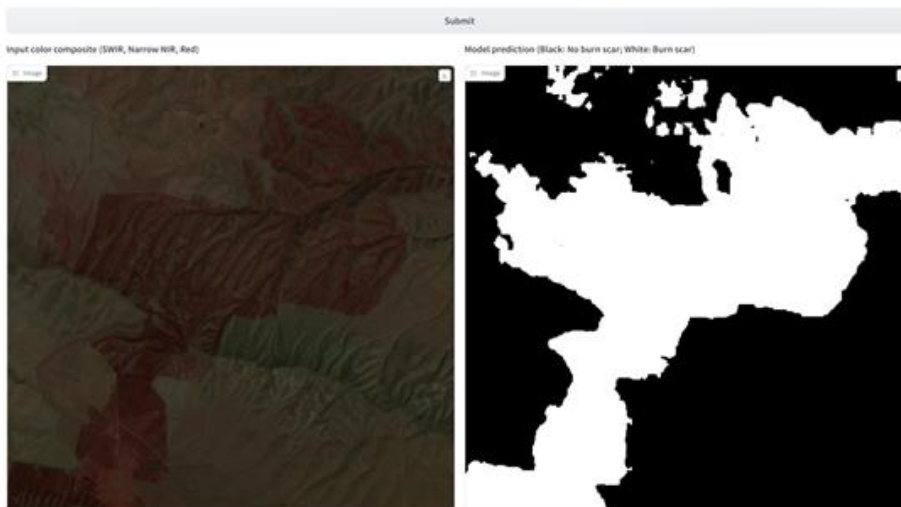 Submit
Input color composite (SWIR, Narrow NIR, Red)
Model prediction (Black: No burn scar; White: Burn scar)
Image
Image